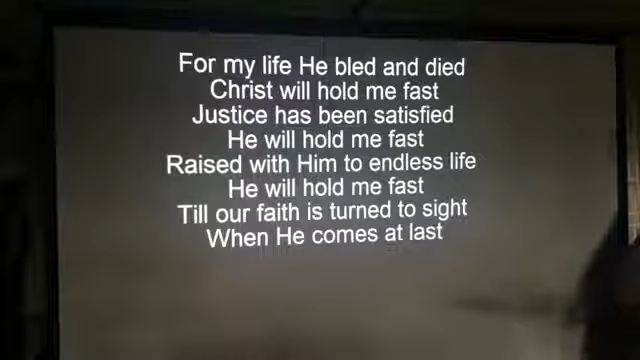 For my life He bled and died
Christ will hold me fast
Justice has been satisfied
He will hold me fast
Raised with Him to endless life
He will hold me fast
Till our faith is turned to sight
When He comes at last